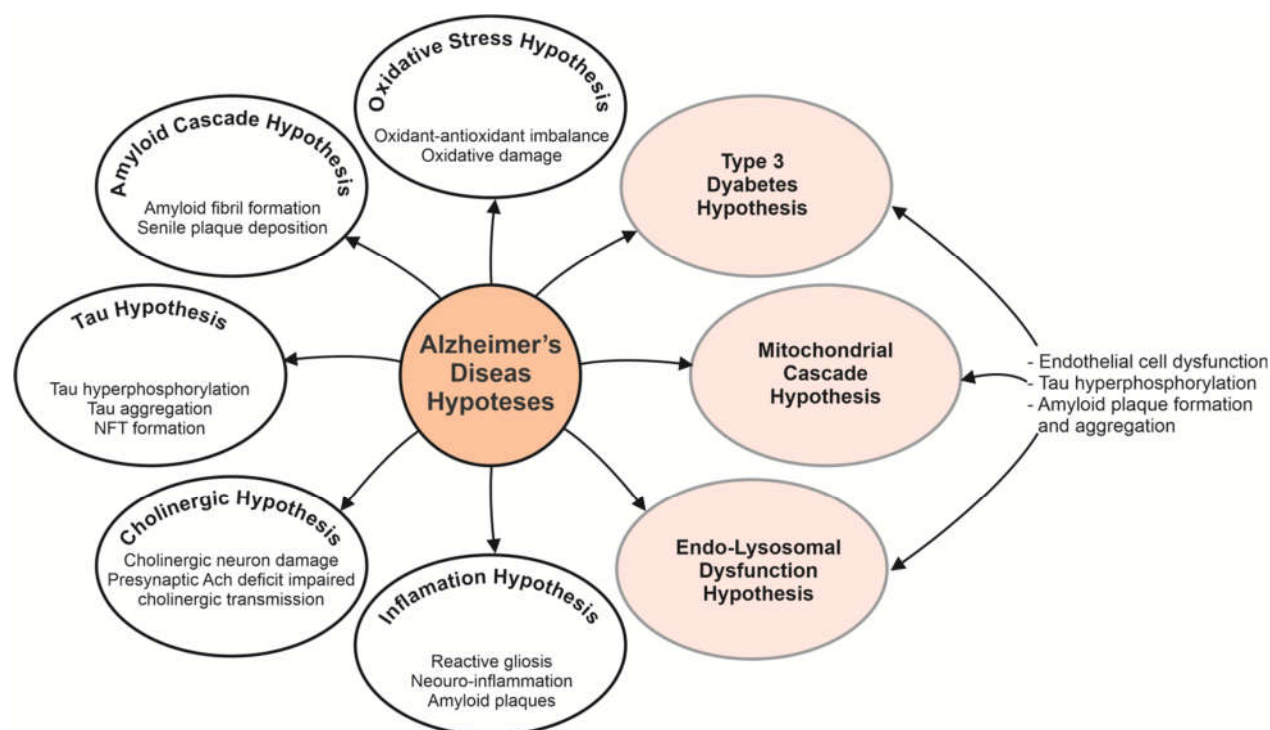 Oxidative Stress Hypothesis
Oxidant-antioxidant imbalance
Oxidative damage
Amyloid Cascade Hypothesis
Amyloid fibril formation
Senile plaque deposition
Type 3
Dyabetes
Hypothesis
Tau Hypothesis
Tau hyperphosphorylation
Tau aggregation
NFT formation
Alzheimer's
Diseas
Hypoteses
Mitochondrial
Cascade
Hypothesis
- Endothelial cell dysfunction
- Tau hyperphosphorylation
- Amyloid plaque formation
and aggregation
Cholinergic Hypothesis
Cholinergic neuron damage
Presynaptic Ach deficit impaired
cholinergic transmission
Inflamation Hypothesis
Reactive gliosis
Neouro-inflammation
Amyloid plaques
Endo-Lysosomal
Dysfunction
Hypothesis